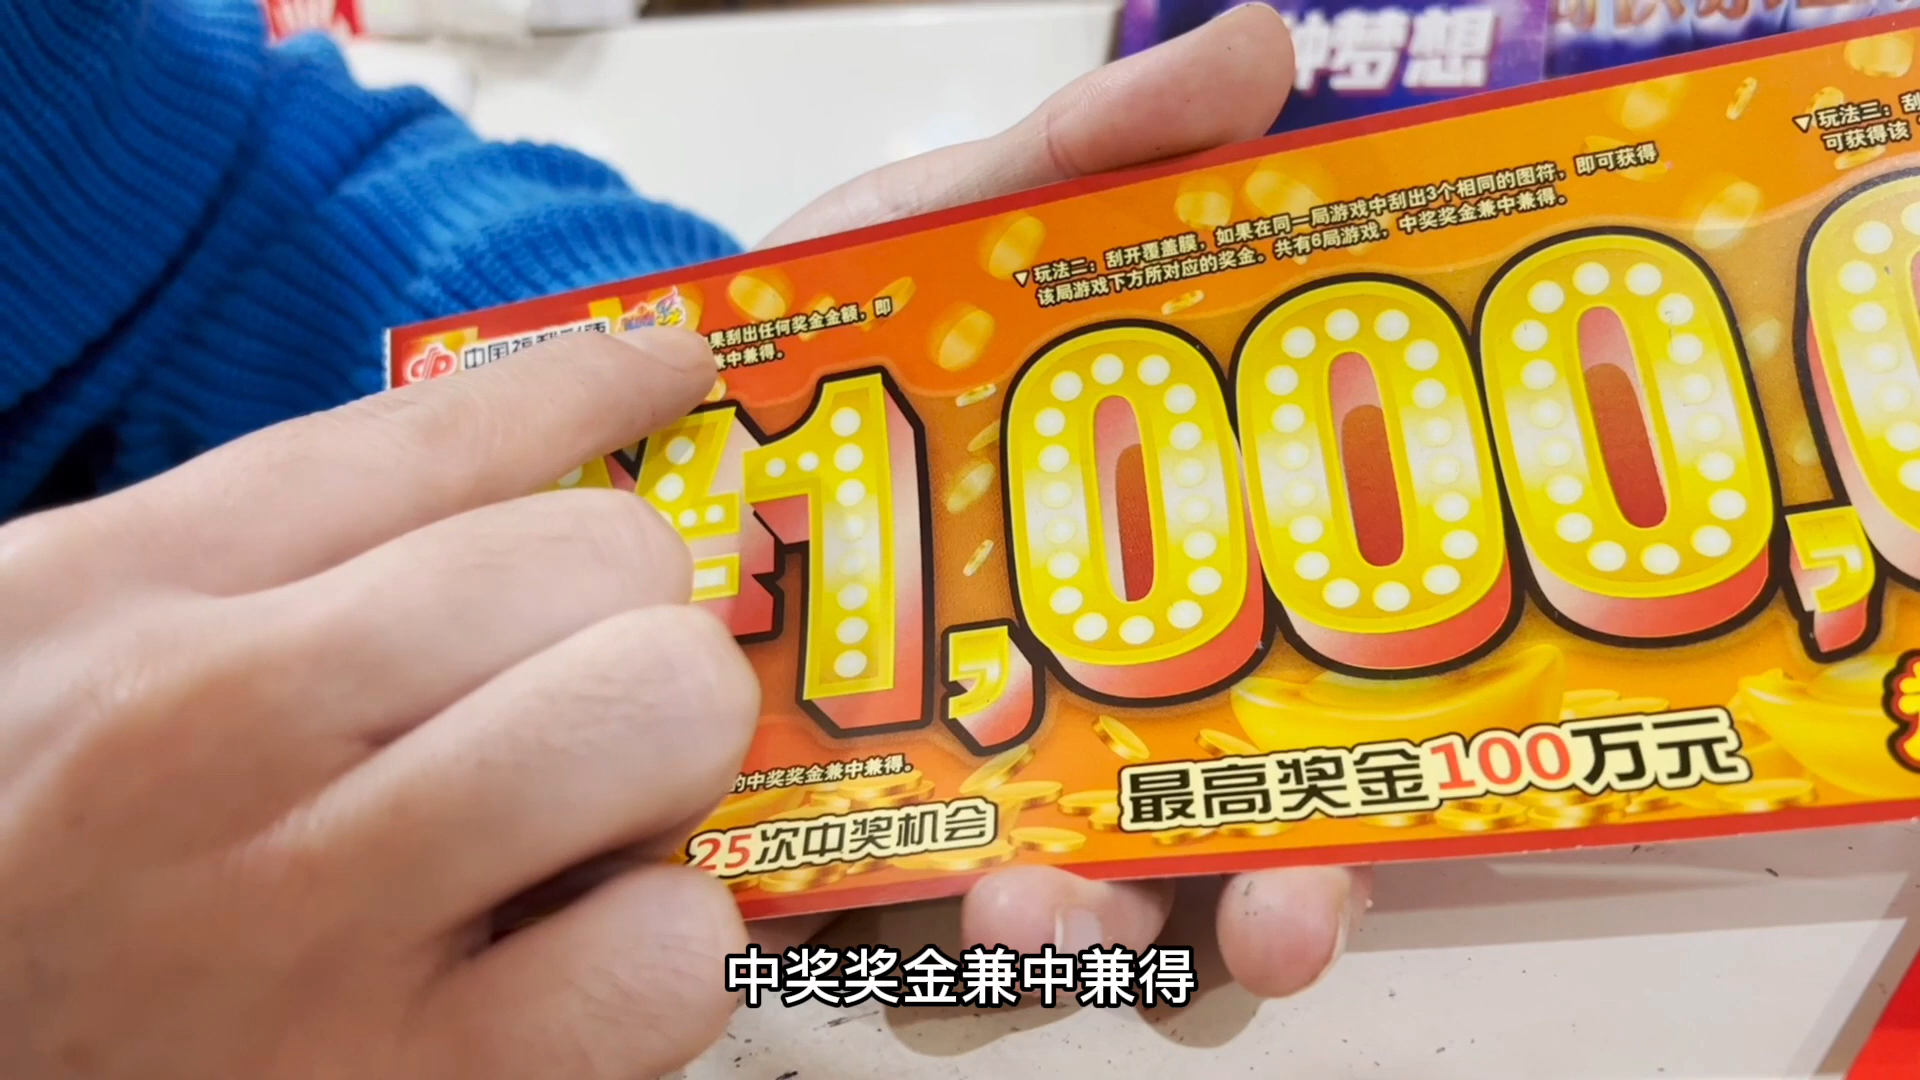 种梦想
中国福利彩票
果刮出任何奖金金额，即
兼中兼得。
▼玩法二：刮开覆盖膜，如果在同一局游戏中刮出3个相同的图符，即可获得
该局游戏下方所对应的奖金。共有6局游戏，中奖奖金兼中兼得。
▼玩法三：刮
可获得该
¥1,000,0
的中奖奖金兼中兼得。
25次中奖机会
最高奖金100万元
中奖奖金兼中兼得